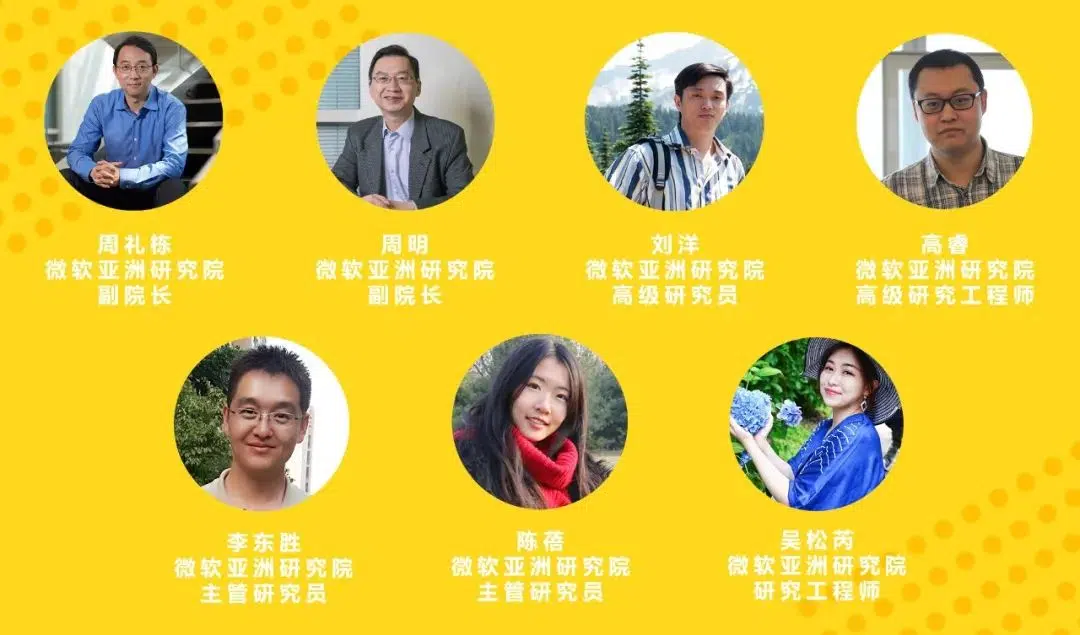 周礼栋
微软亚洲研究院
副院长
周明
微软亚洲研究院
副院长
刘洋
微软亚洲研究院
高级研究员
高睿
微软亚洲研究院
高级研究工程师
李东胜
微软亚洲研究院
主管研究员
陈蓓
微软亚洲研究院
主管研究员
吴松芮
微软亚洲研究院
研究工程师